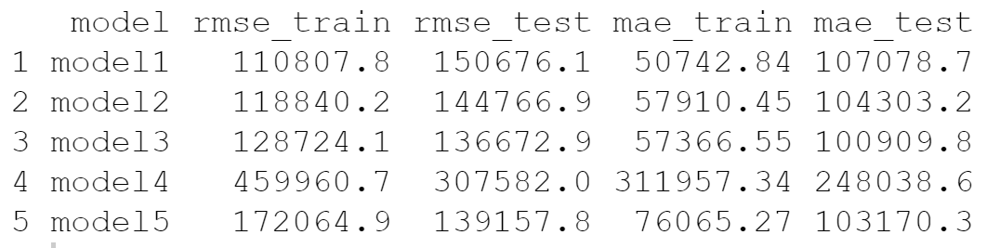 model rmse_train rmse_test mae_train mae_test
1 model1 110807.8 150676.1 50742.84 107078.7
2 model2 118840.2 144766.9 57910.45 104303.2
3 model3 128724.1 136672.9 57366.55 100909.8
4 model4 459960.7 307582.0 311957.34 248038.6
5 model5 172064.9 139157.8 76065.27 103170.3